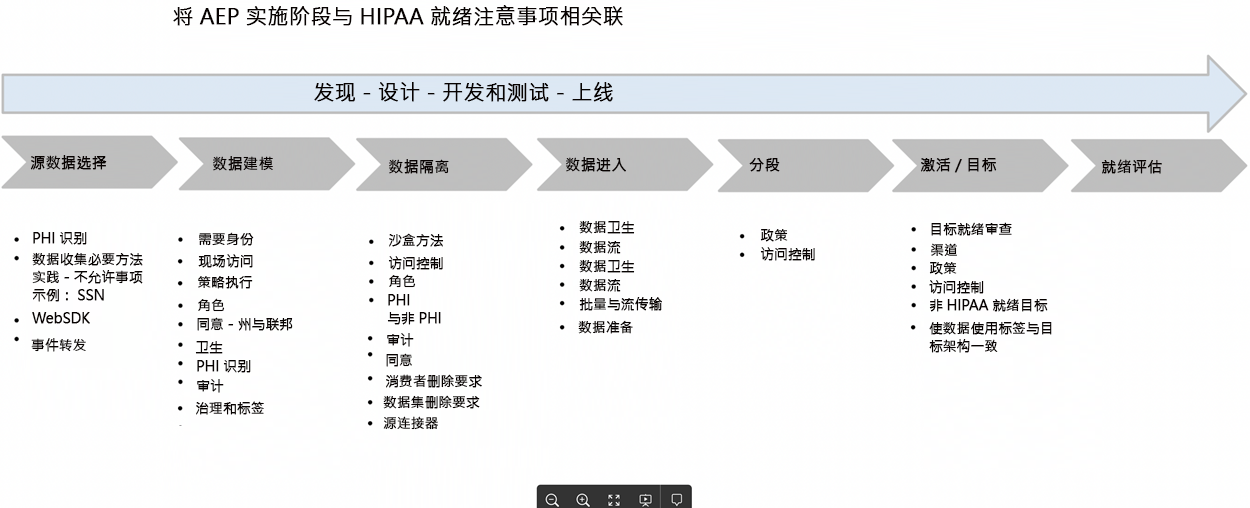 将 AEP 实施阶段与 HIPAA 就绪注意事项相关联
发现 - 设计 - 开发和测试 - 上线
源数据选择
数据建模
数据隔离
数据进入
分段
激活 / 目标
就绪评估
• PHI 识别
• 数据收集必要方法
实践 - 不允许事项
示例： SSN
• WebSDK
• 事件转发
• 需要身份
• 现场访问
• 策略执行
• 角色
• 同意 - 州与联邦
• 卫生
• PHI 识别
• 审计
• 治理和标签
• 沙盒方法
• 访问控制
• 角色
• PHI
与非 PHI
• 审计
• 同意
• 消费者删除要求
• 数据集删除要求
• 源连接器
• 数据卫生
• 数据流
• 数据卫生
• 数据流
• 批量与流传输
• 数据准备
• 政策
• 访问控制
• 目标就绪审查
• 渠道
• 政策
• 访问控制
• 非 HIPAA 就绪目标
• 使数据使用标签与目
标架构一致